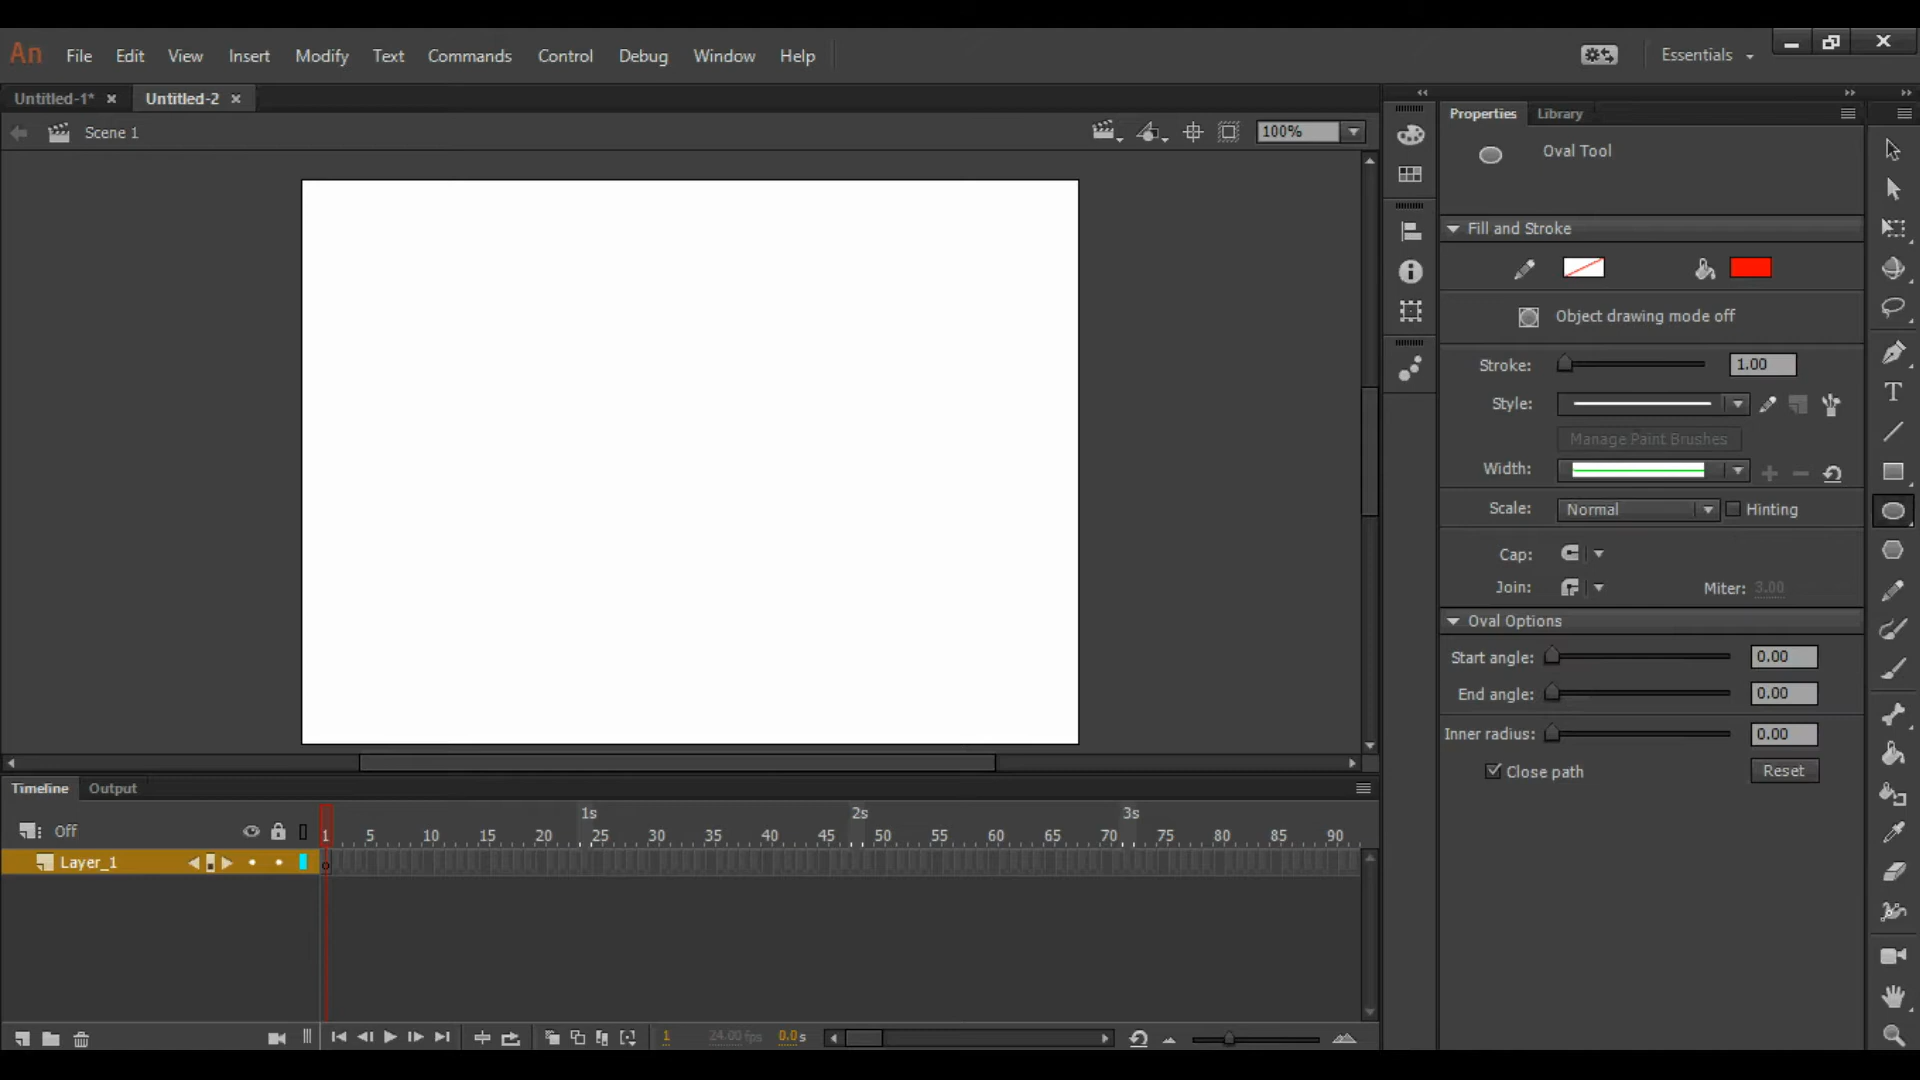 An File Edit View Insert Modify Text Commands Control Debug Window Help Essentials
Untitled-1* × Untitled-2 ×
Scene 1 100%
Properties Library
Oval Tool
Fill and Stroke
Object drawing mode off
Stroke: 1.00
Style:
Manage Paint Brushes
Width:
Scale: Normal Hinting
Cap:
Join: Miter: 3.00
Oval Options
Start angle: 0.00
End angle: 0.00
Inner radius: 0.00
Close path Reset
Timeline Output
1s 2s 3s
Off 1 5 10 15 20 25 30 35 40 45 50 55 60 65 70 75 80 85 90
Layer_1
1 24.00 fps 0.0 s